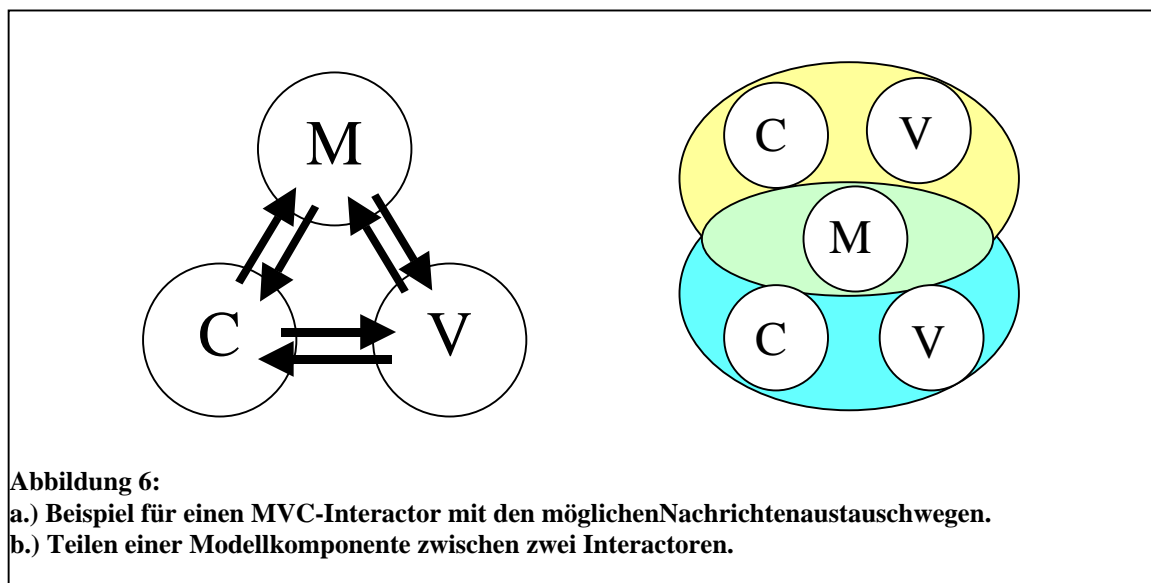 M
C
V
C
V
M
C
V
Abbildung 6:
a.) Beispiel für einen MVC-Interactor mit den möglichenNachrichtenaustauschwegen.
b.) Teilen einer Modellkomponente zwischen zwei Interactoren.